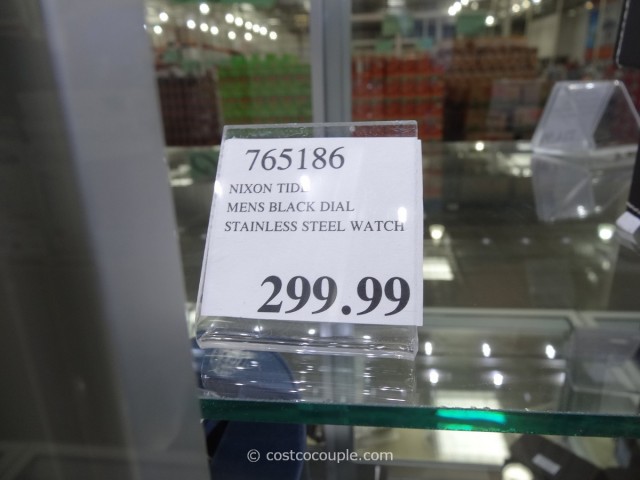 765186
NIXON TIDE
MENS BLACK DIAL
STAINLESS STEEL WATCH
299.99
© costcocouple.com